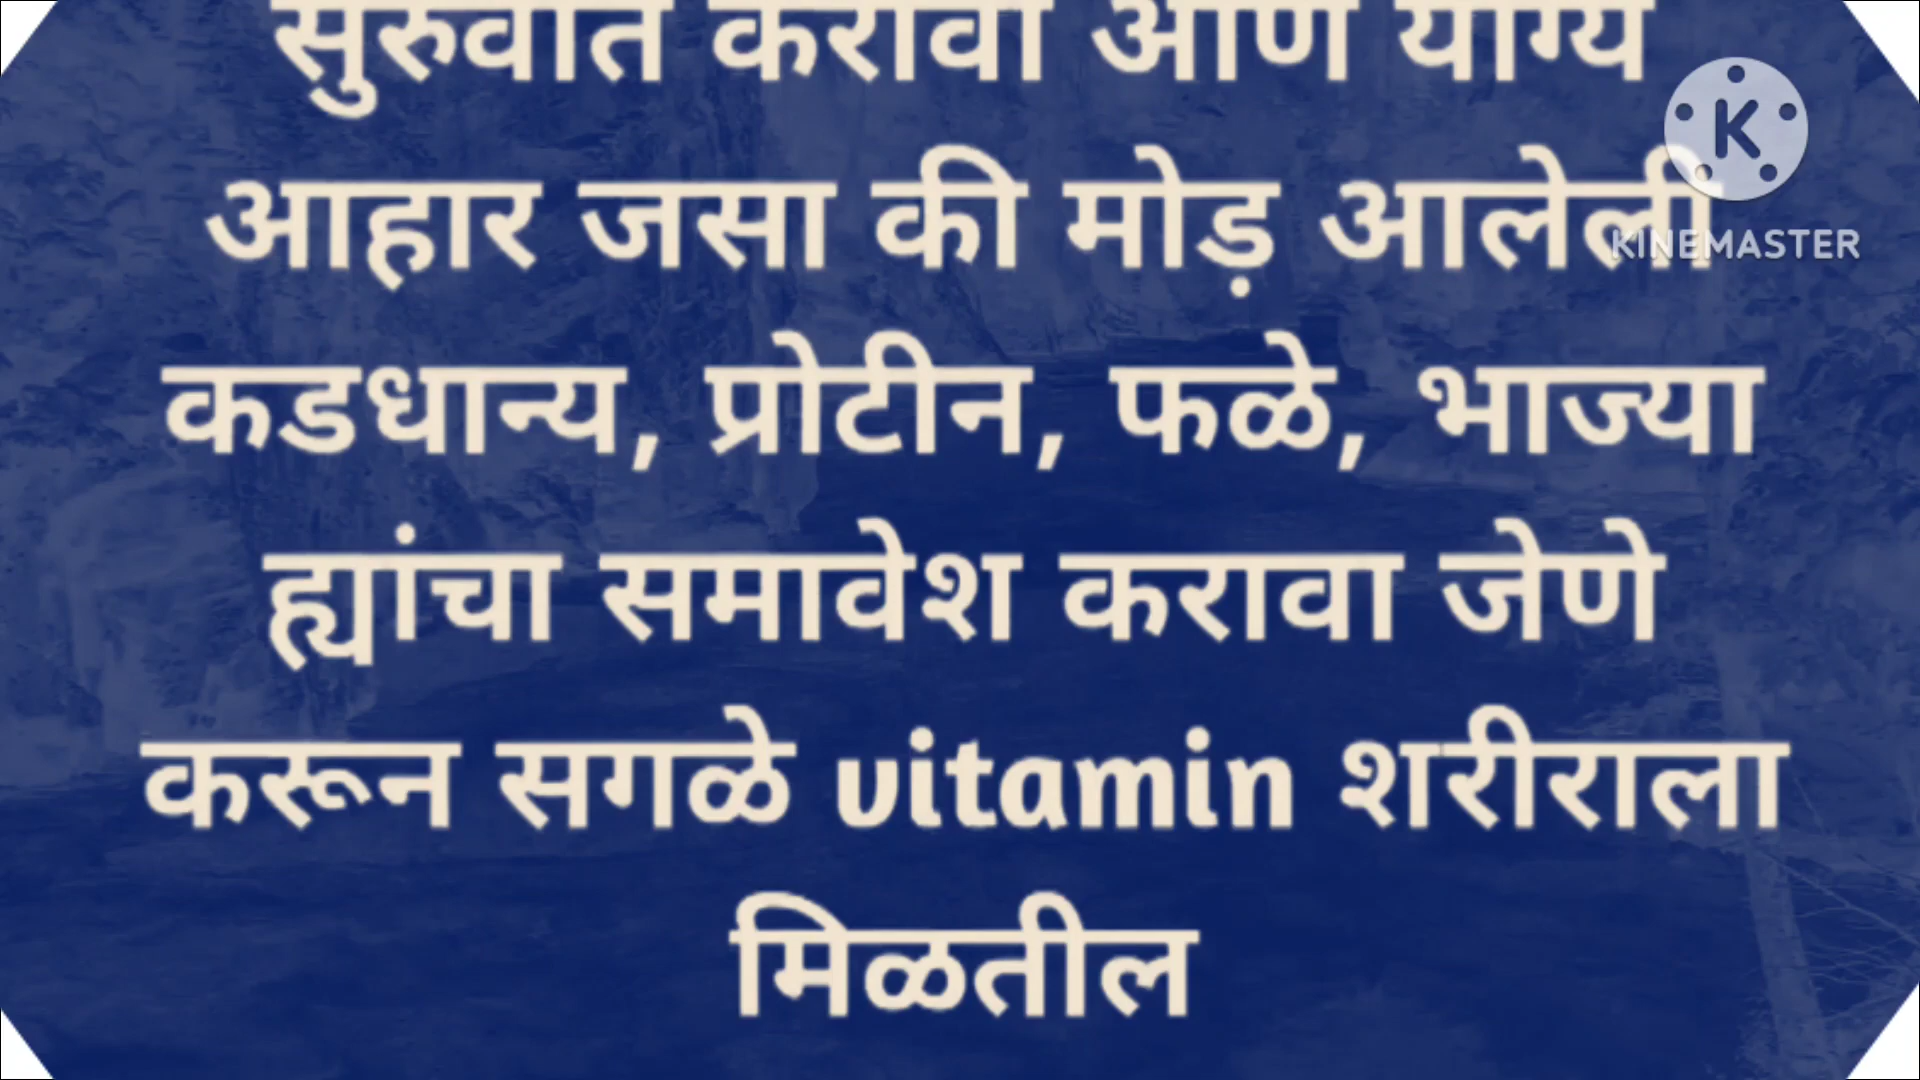 सुरुवात करावी आणि योग्य
आहार जसा की मोड़ आलेली
KINEMASTER
कडधान्य, प्रोटीन, फळे, भाज्या
ह्यांचा समावेश करावा जेणे
करून सगळे vitamin शरीराला
मिळतील